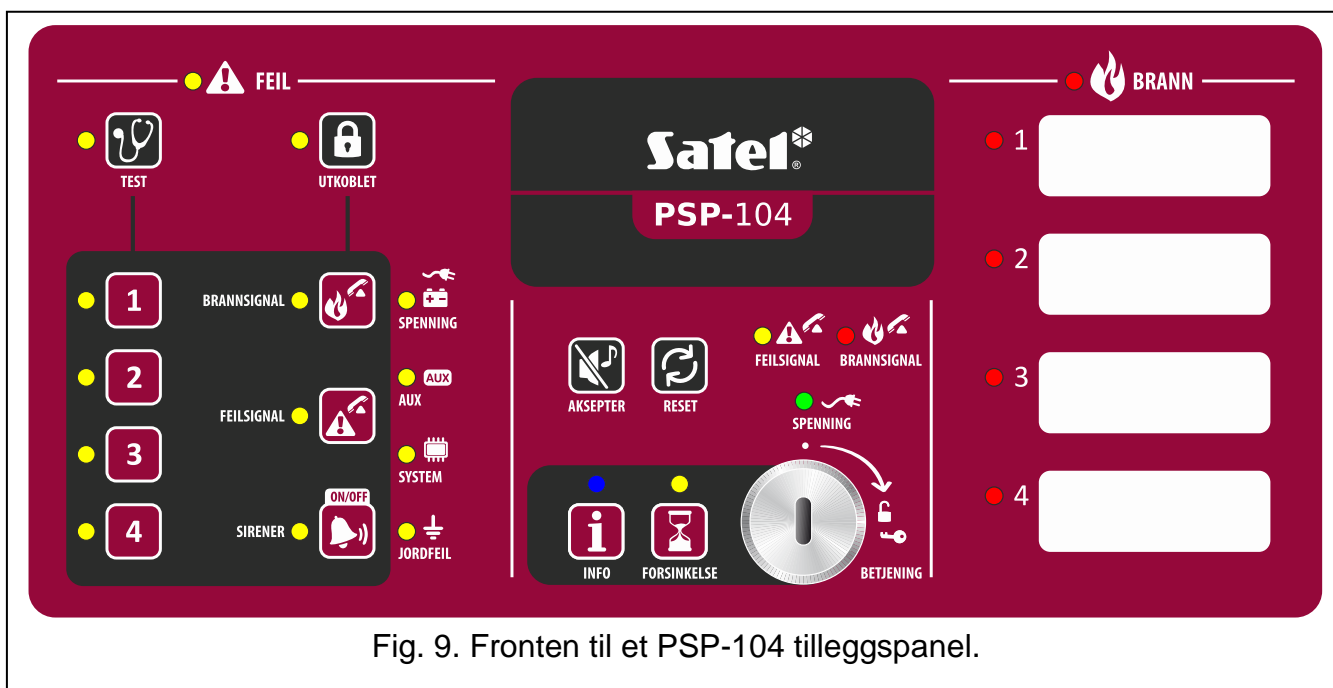 FEIL
TEST
UTKOBLET
1
2
3
4
BRANNSIGNAL
FEILSIGNAL
ON/OFF
SIRENER
SPENNING
AUX
AUX
SYSTEM
JORDFEIL
Satel®
PSP-104
AKSEPTER
RESET
FEILSIGNAL
BRANNSIGNAL
SPENNING
INFO
FORSINKELSE
BETJENING
BRANN
1
2
3
4
Fig. 9. Fronten til et PSP-104 tilleggspanel.